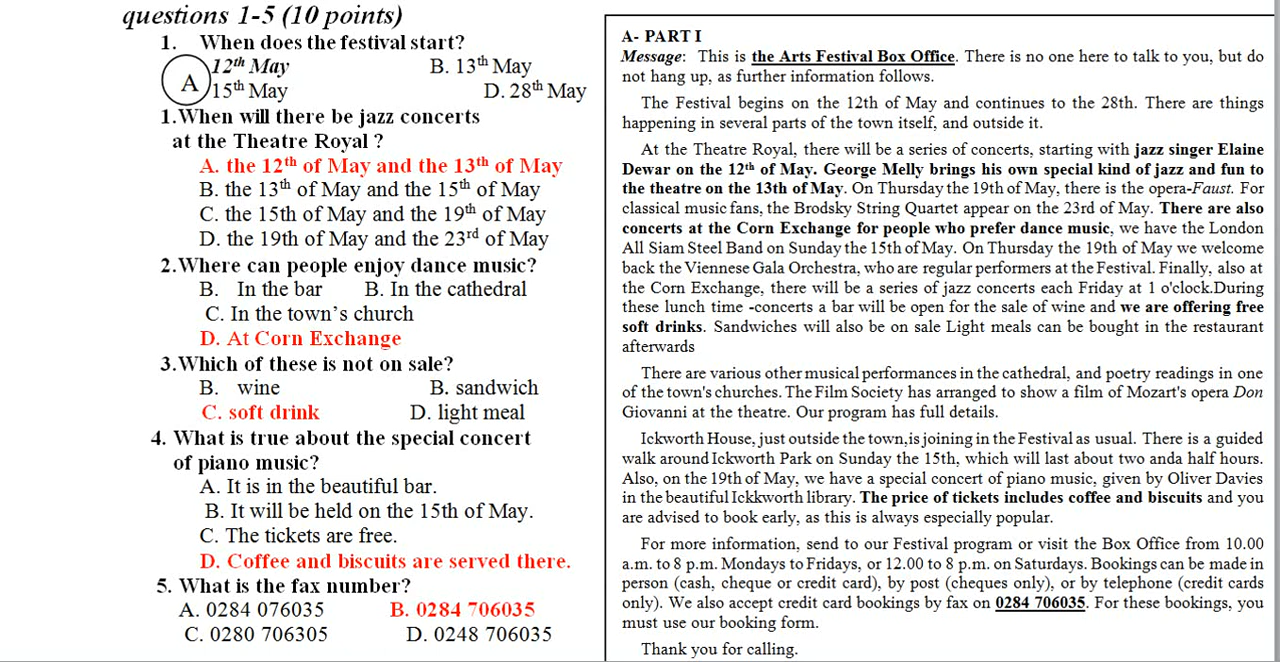 questions 1-5 (10 points)
1. When does the festival start?
12th May B. 13th May
A 15th May D. 28th May
1.When will there be jazz concerts
at the Theatre Royal ?
A. the 12th of May and the 13th of May
B. the 13th of May and the 15th of May
C. the 15th of May and the 19th of May
D. the 19th of May and the 23rd of May
2.Where can people enjoy dance music?
B. In the bar B. In the cathedral
C. In the town's church
D. At Corn Exchange
3.Which of these is not on sale?
B. wine B. sandwich
C. soft drink D. light meal
4. What is true about the special concert
of piano music?
A. It is in the beautiful bar.
B. It will be held on the 15th of May.
C. The tickets are free.
D. Coffee and biscuits are served there.
5. What is the fax number?
A. 0284 076035 B. 0284 706035
C. 0280 706305 D. 0248 706035
A- PART I
Message: This is the Arts Festival Box Office. There is no one here to talk to you, but do
not hang up, as further information follows.
The Festival begins on the 12th of May and continues to the 28th. There are things
happening in several parts of the town itself, and outside it.
At the Theatre Royal, there will be a series of concerts, starting with jazz singer Elaine
Dewar on the 12th of May. George Melly brings his own special kind of jazz and fun to
the theatre on the 13th of May. On Thursday the 19th of May, there is the opera-Faust. For
classical music fans, the Brodsky String Quartet appear on the 23rd of May. There are also
concerts at the Corn Exchange for people who prefer dance music, we have the London
All Siam Steel Band on Sunday the 15th of May. On Thursday the 19th of May we welcome
back the Viennese Gala Orchestra, who are regular performers at the Festival. Finally, also at
the Corn Exchange, there will be a series of jazz concerts each Friday at 1 o'clock.During
these lunch time -concerts a bar will be open for the sale of wine and we are offering free
soft drinks. Sandwiches will also be on sale Light meals can be bought in the restaurant
afterwards
There are various other musical performances in the cathedral, and poetry readings in one
of the town's churches. The Film Society has arranged to show a film of Mozart's opera Don
Giovanni at the theatre. Our program has full details.
Ickworth House, just outside the town,is joining in the Festival as usual. There is a guided
walk around Ickworth Park on Sunday the 15th, which will last about two anda half hours.
Also, on the 19th of May, we have a special concert of piano music, given by Oliver Davies
in the beautiful Ickkworth library. The price of tickets includes coffee and biscuits and you
are advised to book early, as this is always especially popular.
For more information, send to our Festival program or visit the Box Office from 10.00
a.m. to 8 p.m. Mondays to Fridays, or 12.00 to 8 p.m. on Saturdays. Bookings can be made in
person (cash, cheque or credit card), by post (cheques only), or by telephone (credit cards
only). We also accept credit card bookings by fax on 0284 706035. For these bookings, you
must use our booking form.
Thank you for calling.